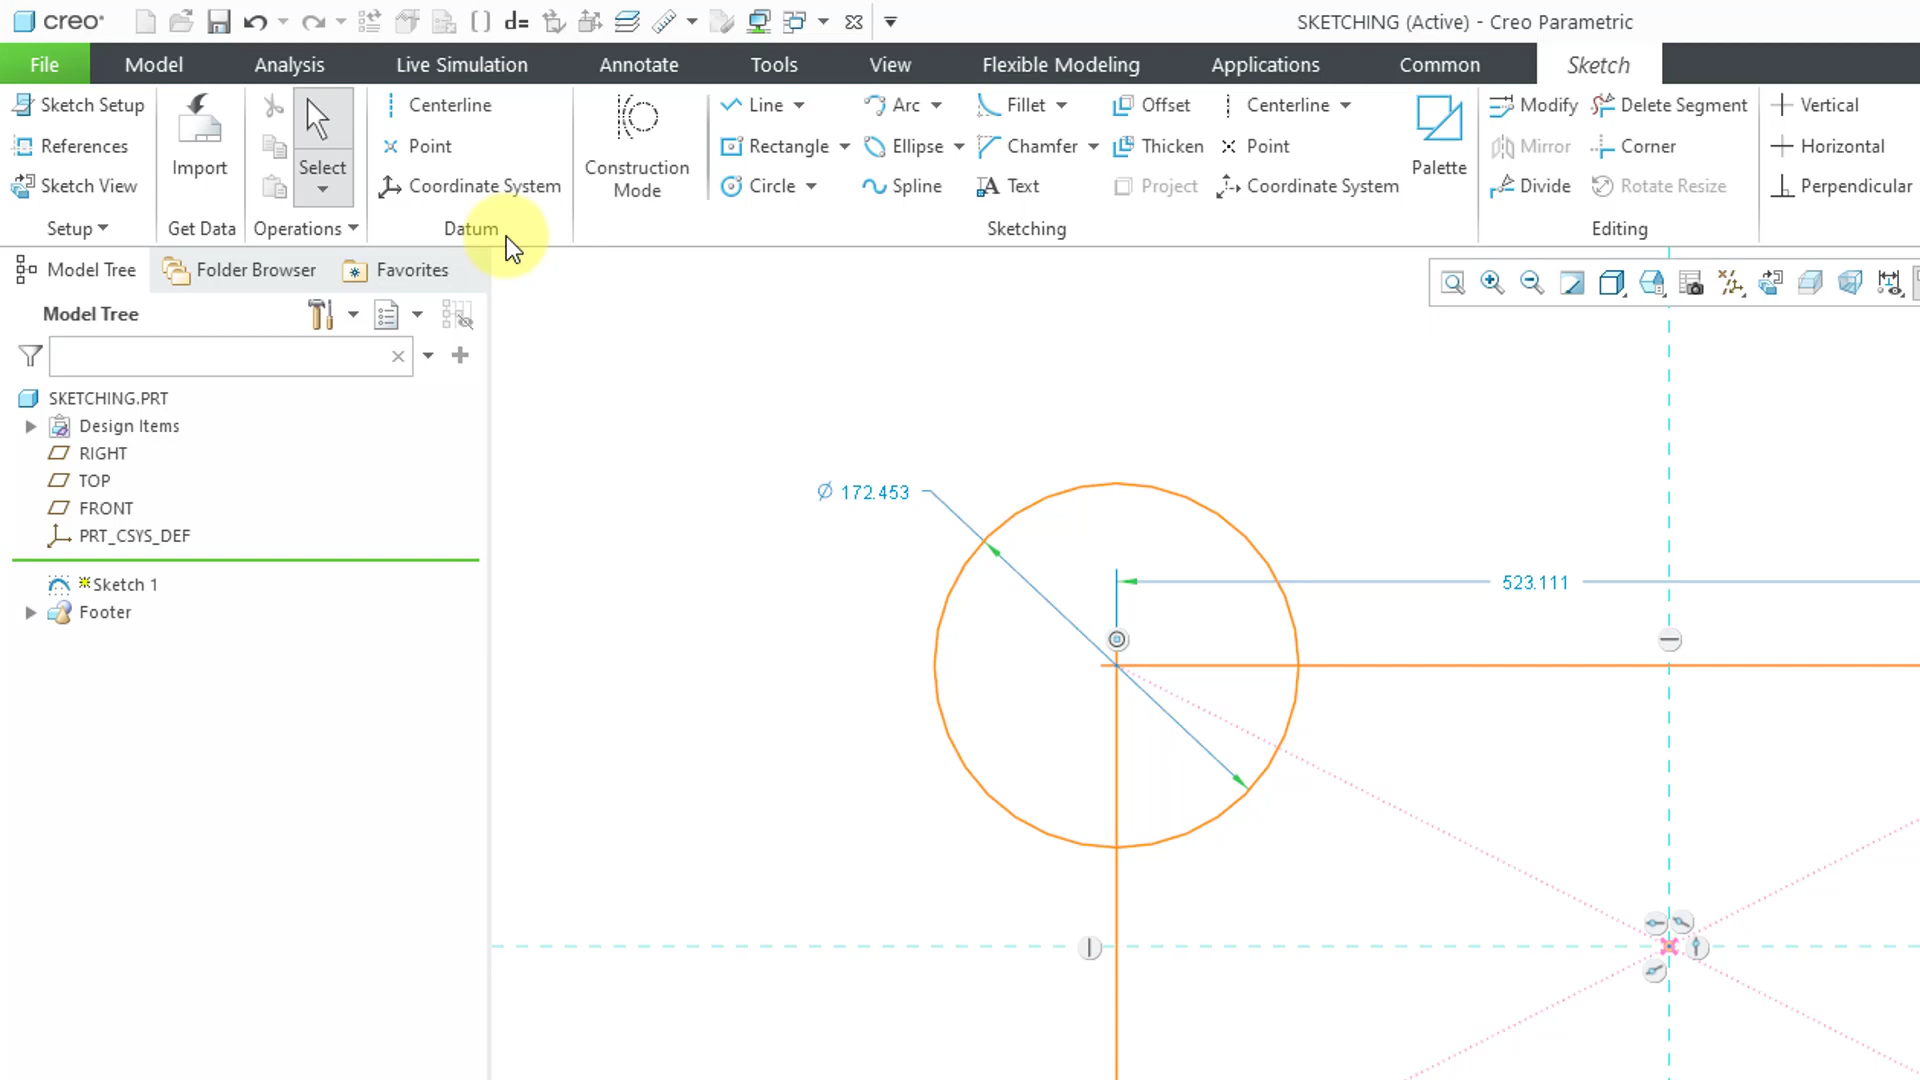 creo
d=
SKETCHING (Active) - Creo Parametric
File
Model
Analysis
Live Simulation
Annotate
Tools
View
Flexible Modeling
Applications
Common
Sketch
Sketch Setup
References
Sketch View
Setup
Import
Get Data
Select
Operations
Centerline
Point
Coordinate System
Datum
Construction Mode
Line
Arc
Fillet
Offset
Centerline
Rectangle
Ellipse
Chamfer
Thicken
Point
Circle
Spline
Text
Project
Coordinate System
Palette
Sketching
Modify
Delete Segment
Mirror
Corner
Divide
Rotate Resize
Editing
Vertical
Horizontal
Perpendicular
Model Tree
Folder Browser
Favorites
Model Tree
SKETCHING.PRT
Design Items
RIGHT
TOP
FRONT
PRT_CSYS_DEF
Sketch 1
Footer
Ø 172.453
523.111